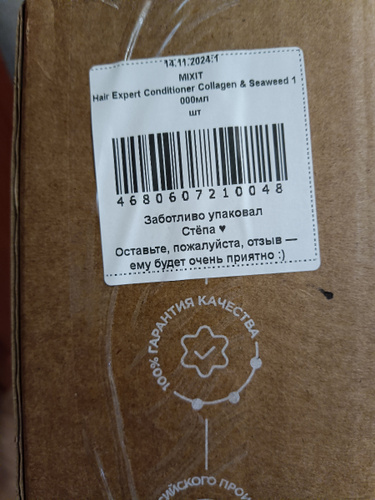 14.11.2024.1
MIXIT
Hair Expert Conditioner Collagen & Seaweed 1
000мл
шт
4680607210048
Заботливо упаковал
Стёпа ♥
Оставьте, пожалуйста, отзыв —
ему будет очень приятно :)
100% ГАРАНТИЯ КАЧЕСТВА